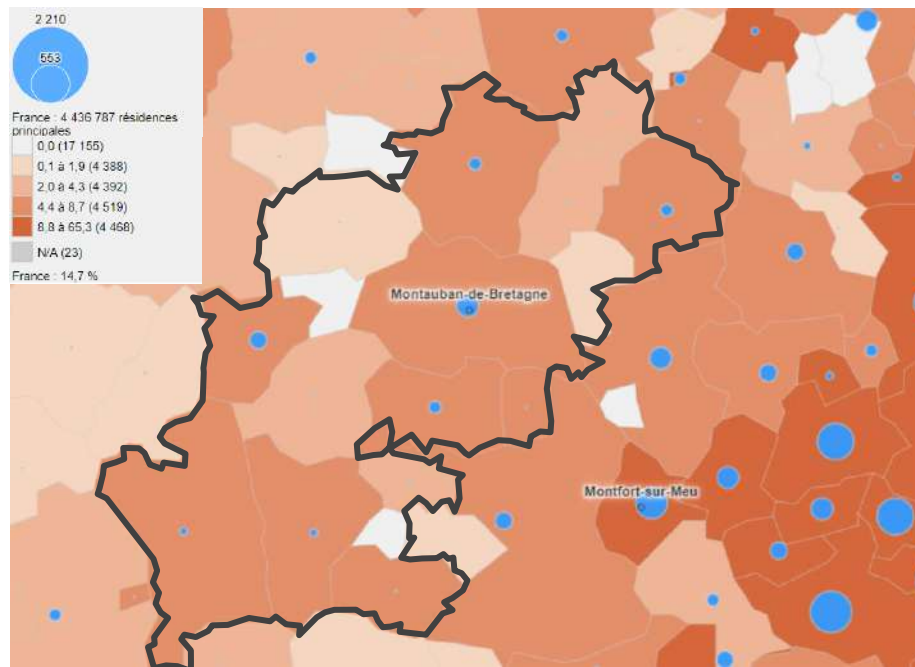 2 210
553
France : 4 436 787 résidences
principales
0,0 (17 155)
0,1 à 1,9 (4 388)
2,0 à 4,3 (4 392)
4,4 à 8,7 (4 519)
8,8 à 65,3 (4 468)
N/A (23)
France : 14,7 %
Montauban-de-Bretagne
Montfort-sur-Meu